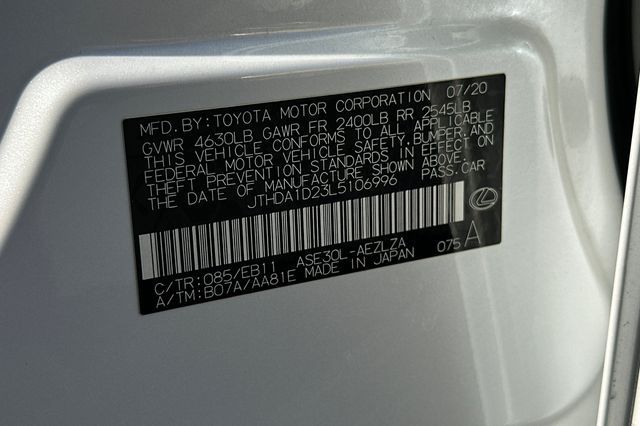 MFD.BY:TOYOTA MOTOR CORPORATION 07/20
GVWR 4630LB GAWR FR 2400LB RR 2545LB
THIS VEHICLE CONFORMS TO ALL APPLICABLE
FEDERAL MOTOR VEHICLE SAFETY,BUMPER,AND
THEFT PREVENTION STANDARDS IN EFFECT ON
THE DATE OF MANUFACTURE SHOWN ABOVE.
JTHDA1D23L5106996 PASS.CAR
C/TR:085/EB11 ASE30L-AEZLZA 075 A
A/TM:B07A/AA81E MADE IN JAPAN